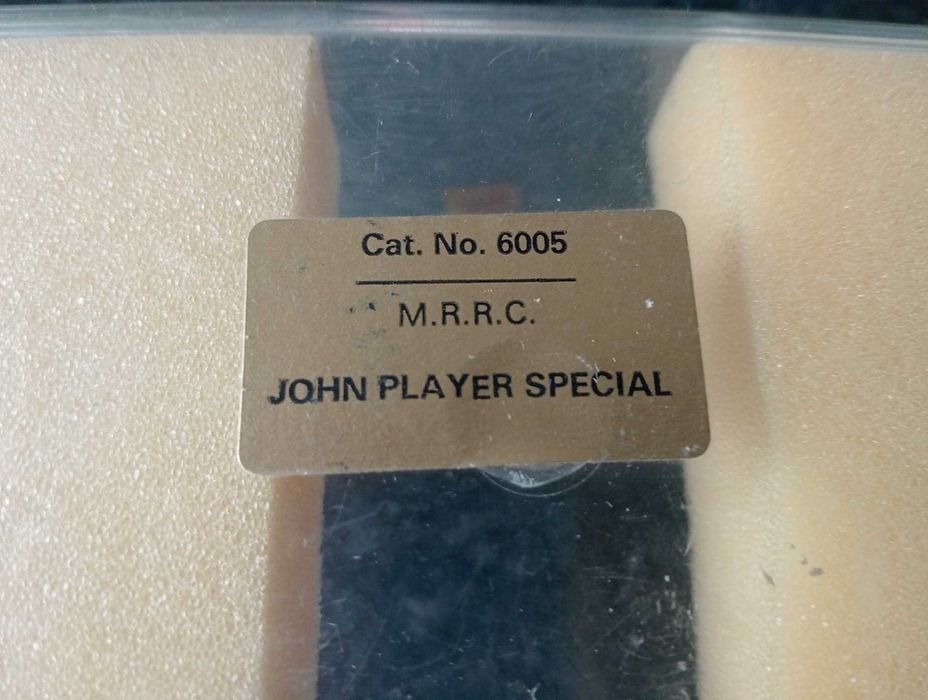 Cat. No. 6005
M.R.R.C.
JOHN PLAYER SPECIAL